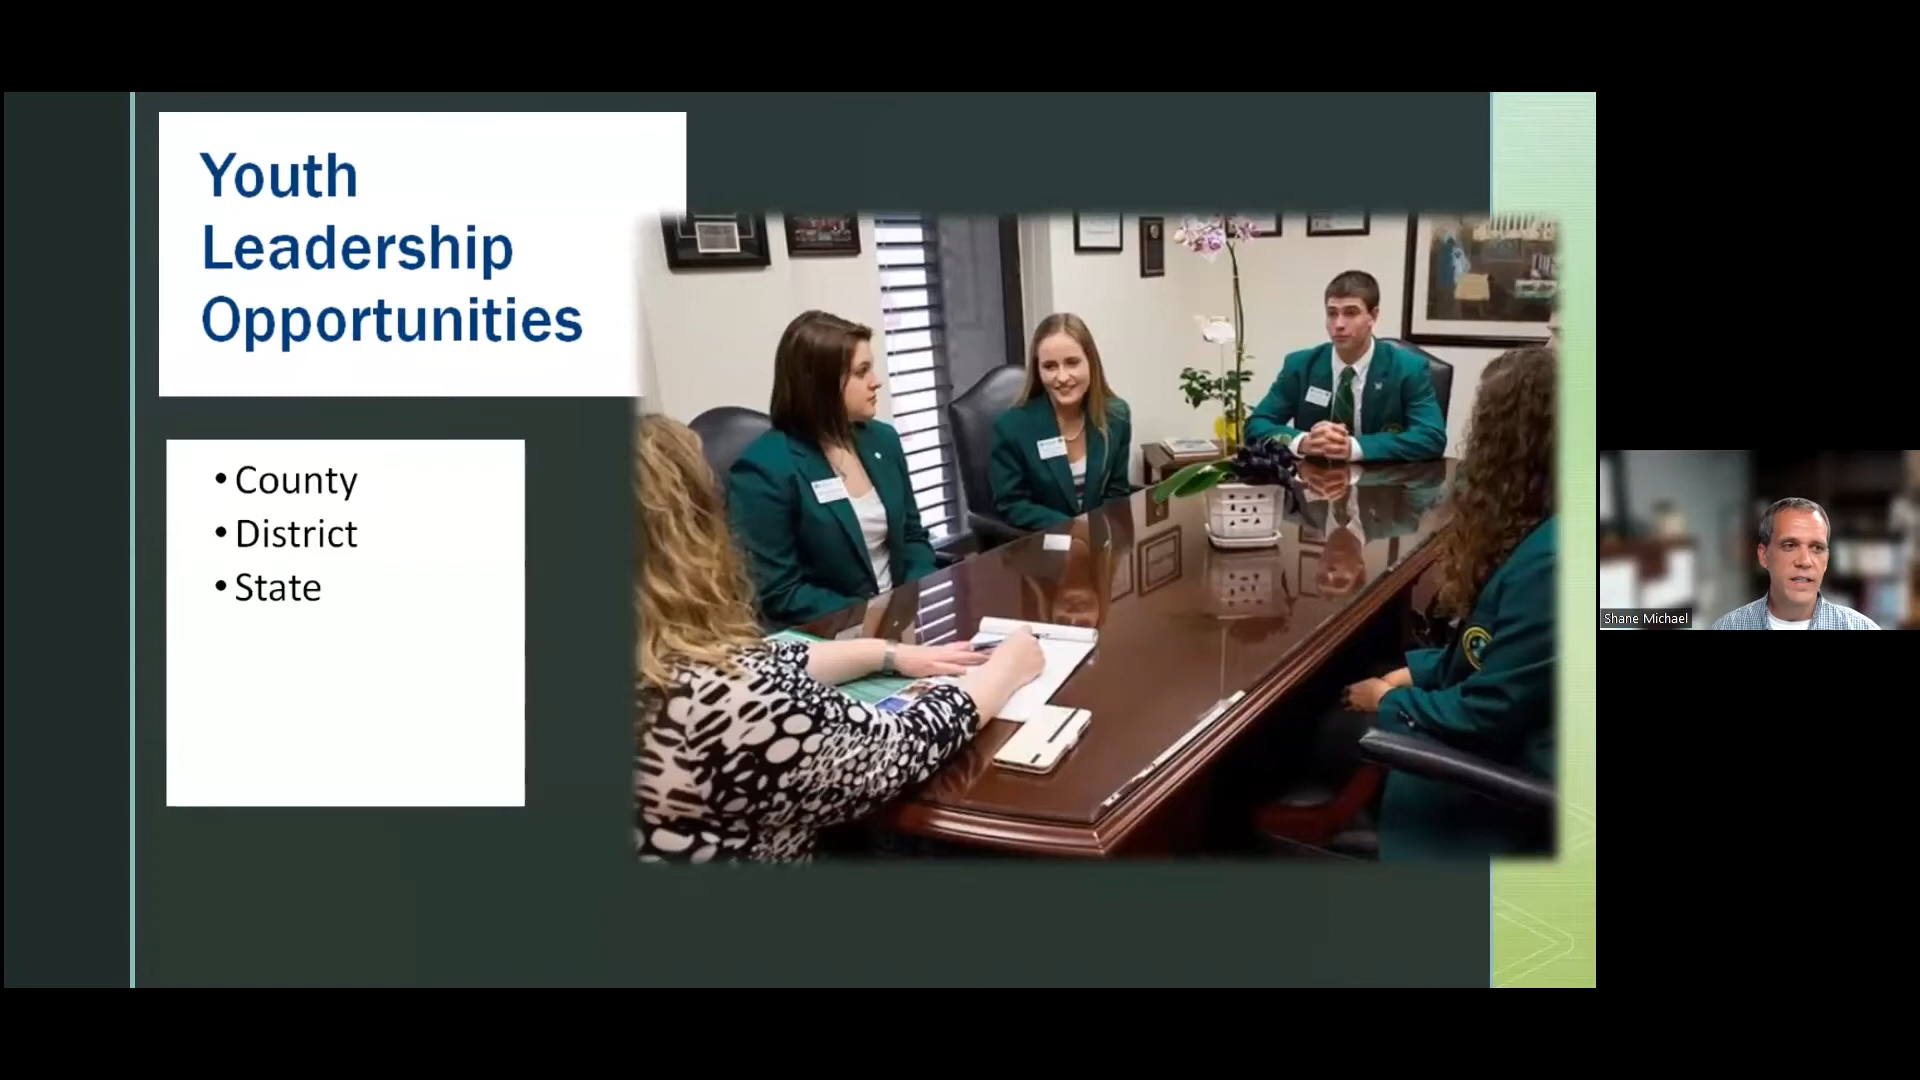 Youth
Leadership
Opportunities
• County
• District
• State
Shane Michael